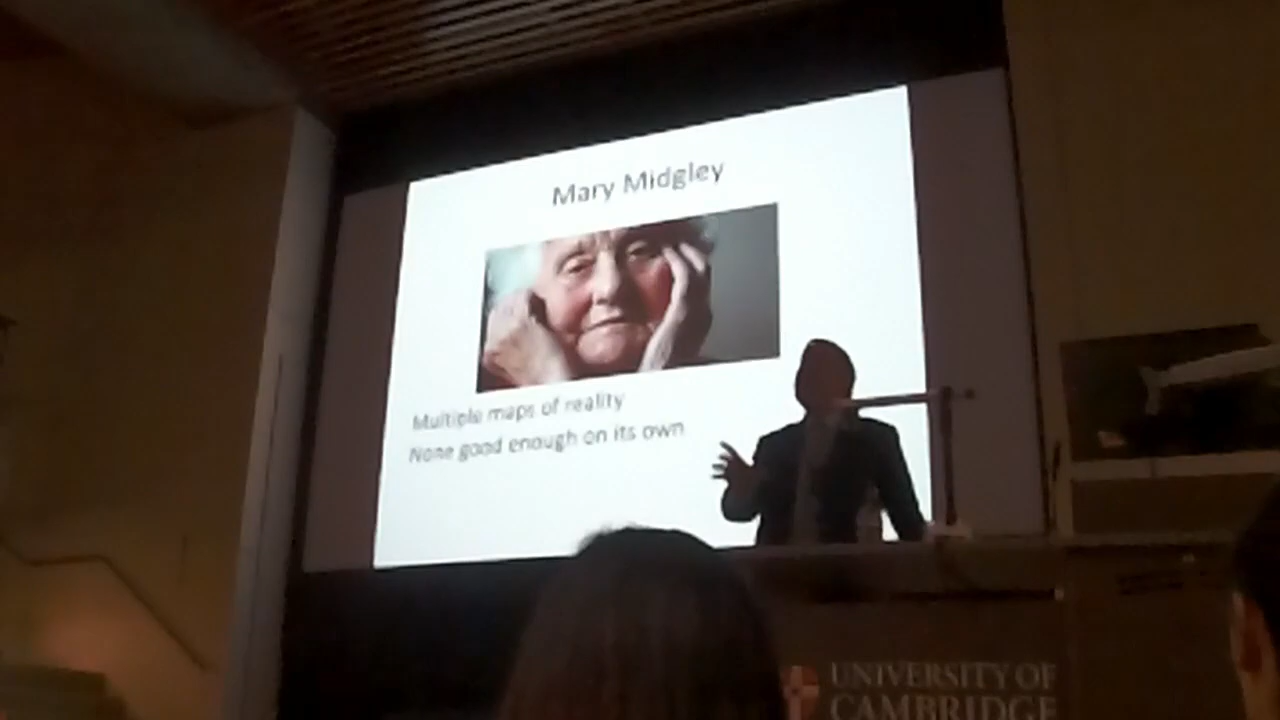 Mary Midgley
Multiple maps of reality
None good enough on its own
UNIVERSITY OF
CAMBRIDGE